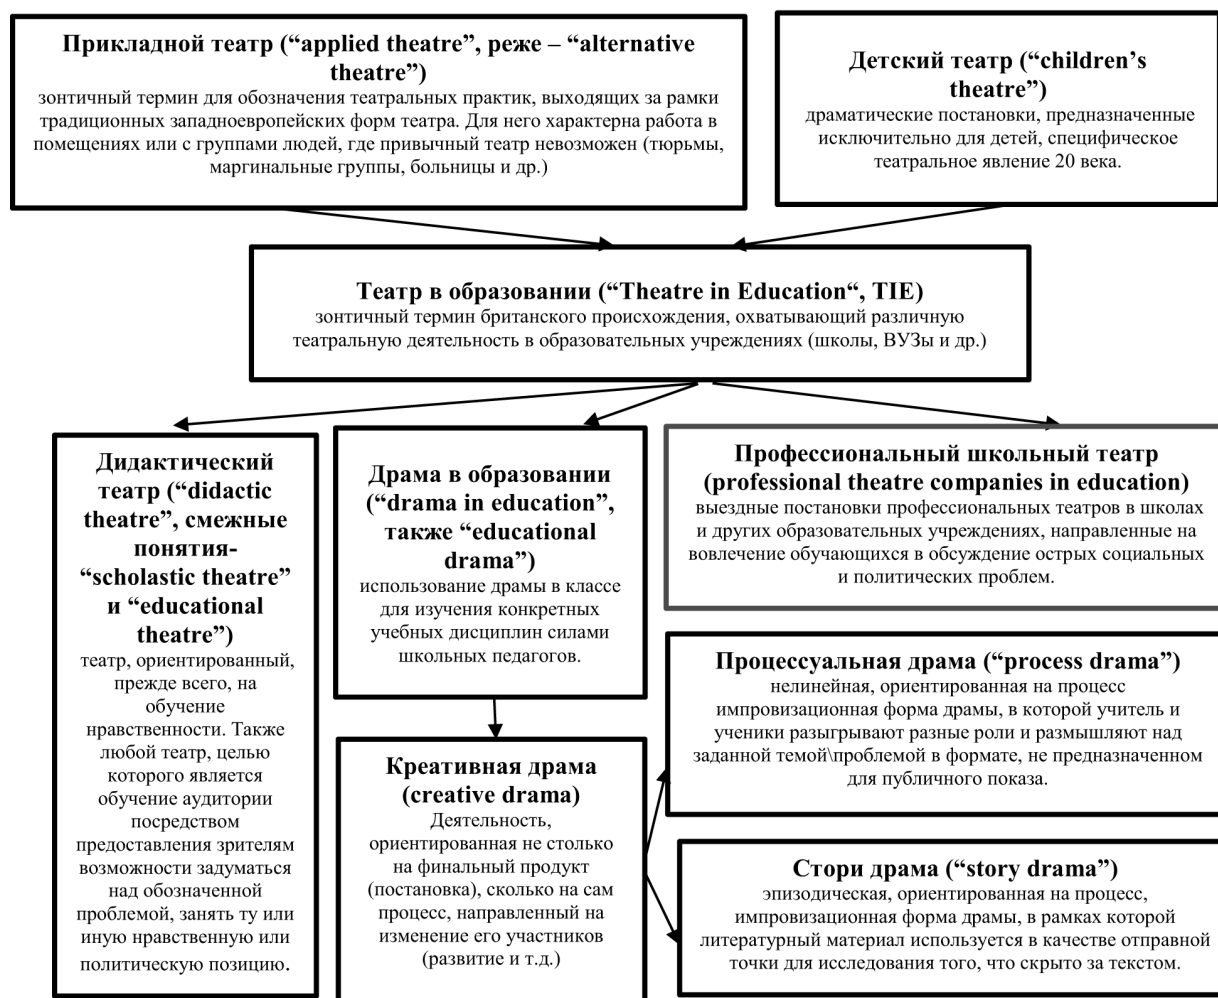 Прикладной театр (“applied theatre”, реже – “alternative
theatre”)
зонтичный термин для обозначения театральных практик, выходящих за рамки
традиционных западноевропейских форм театра. Для него характерна работа в
помещениях или с группами людей, где привычный театр невозможен (тюрьмы,
маргинальные группы, больницы и др.)
Детский театр (“children’s
theatre”)
драматические постановки, предназначенные
исключительно для детей, специфическое
театральное явление 20 века.
Театр в образовании (“Theatre in Education“, TIE)
зонтичный термин британского происхождения, охватывающий различную
театральную деятельность в образовательных учреждениях (школы, ВУЗы и др.)
Дидактический
театр (“didactic
theatre”, смежные
понятия-
“scholastic theatre”
и “educational
theatre”)
театр, ориентированный,
прежде всего, на
обучение
нравственности. Также
любой театр, целью
которого является
обучение аудитории
посредством
предоставления зрителям
возможности задуматься
над обозначенной
проблемой, занять ту или
иную нравственную или
политическую позицию.
Драма в образовании
(“drama in education”,
также “educational
drama”)
использование драмы в классе
для изучения конкретных
учебных дисциплин силами
школьных педагогов.
Профессиональный школьный театр
(professional theatre companies in education)
выездные постановки профессиональных театров в школах
и других образовательных учреждениях, направленные на
вовлечение обучающихся в обсуждение острых социальных
и политических проблем.
Креативная драма
(creative drama)
Деятельность,
ориентированная не столько
на финальный продукт
(постановка), сколько на сам
процесс, направленный на
изменение его участников
(развитие и т.д.)
Процессуальная драма (“process drama”)
нелинейная, ориентированная на процесс
импровизационная форма драмы, в которой учитель и
ученики разыгрывают разные роли и размышляют над
заданной темой\проблемой в формате, не предназначенном
для публичного показа.
Стори драма (“story drama”)
эпизодическая, ориентированная на процесс,
импровизационная форма драмы, в рамках которой
литературный материал используется в качестве отправной
точки для исследования того, что скрыто за текстом.